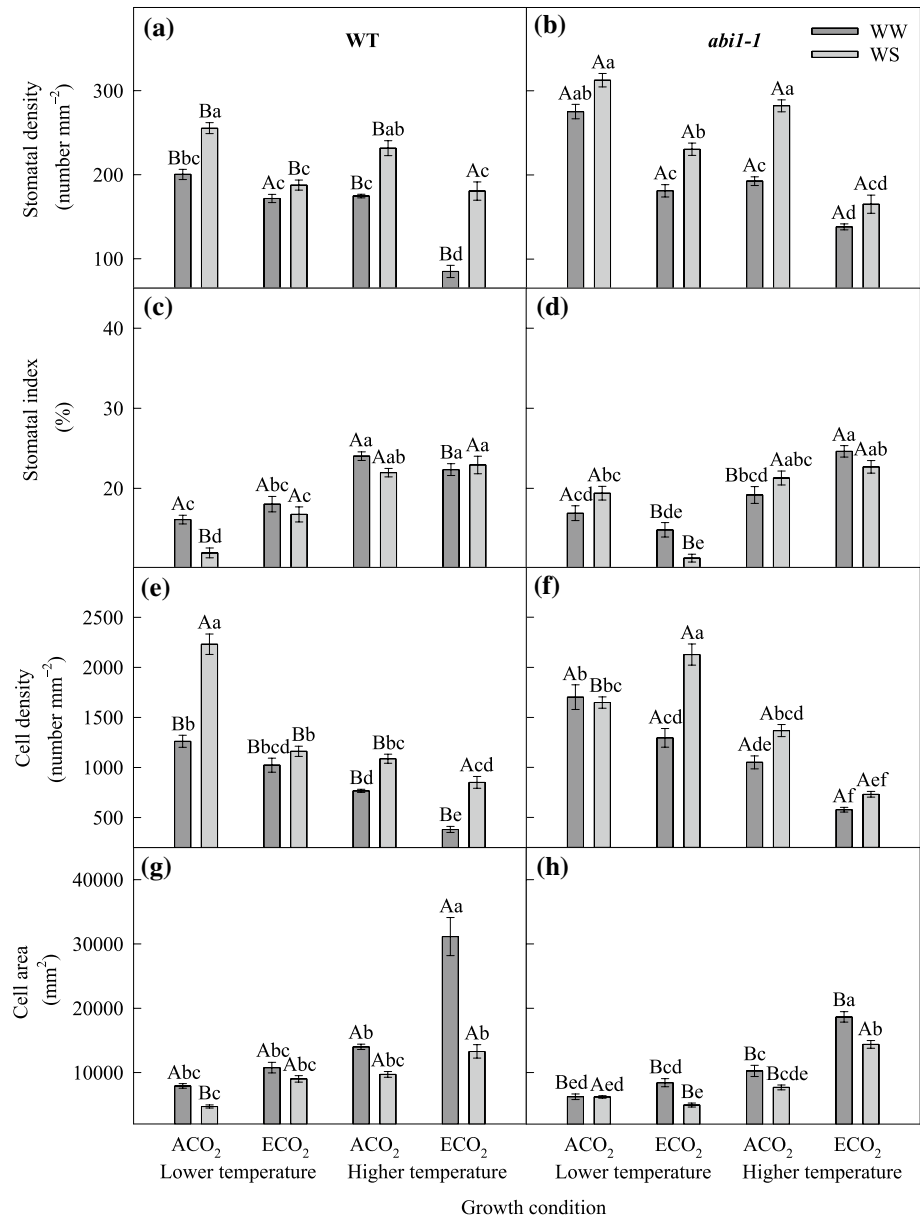 (a) WT
(b) abi1-1
WW
WS
Stomatal density
(number mm⁻²)
300
200
100
Bbc Ba Ac Bc Bc Bab Bd Ac
Aab Aa Ac Ab Ac Aa Ad Acd
(c)
(d)
Stomatal index
(%)
40
30
20
Ac Bd Abc Ac Aa Aab Ba Aa
Acd Abc Bde Be Bbcd Aabc Aa Aab
(e)
(f)
Cell density
(number mm⁻²)
2500
2000
1500
1000
500
Bb Aa Bbcd Bb Bd Bbc Be Acd
Ab Bbc Acd Aa Ade Abcd Af Aef
(g)
(h)
Cell area
(mm²)
40000
30000
20000
10000
Abc Bc Abc Abc Ab Abc Aa Ab
Bed Aed Bcd Be Bc Bcde Ba Ab
ACO₂ ECO₂ ACO₂ ECO₂
Lower temperature Higher temperature
ACO₂ ECO₂ ACO₂ ECO₂
Lower temperature Higher temperature
Growth condition